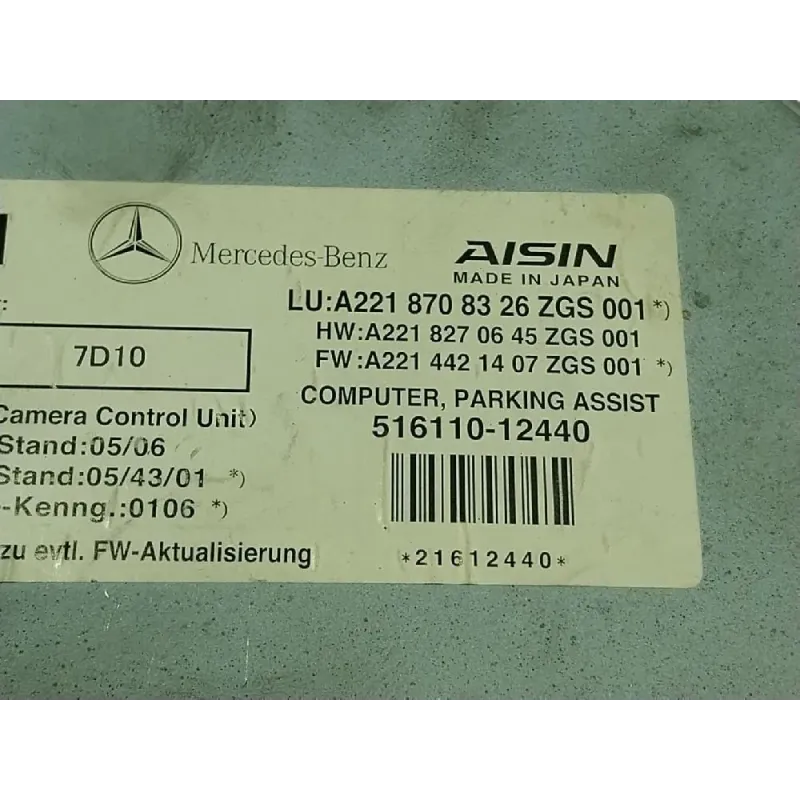 Mercedes-Benz
AISIN
MADE IN JAPAN
LU:A221 870 83 26 ZGS 001 *)
HW:A221 827 06 45 ZGS 001
FW:A221 442 14 07 ZGS 001 *)
7D10
COMPUTER, PARKING ASSIST
516110-12440
Camera Control Unit)
Stand:05/06
Stand:05/43/01 *)
-Kenng.:0106 *)
zu evtl. FW-Aktualisierung
*21612440*